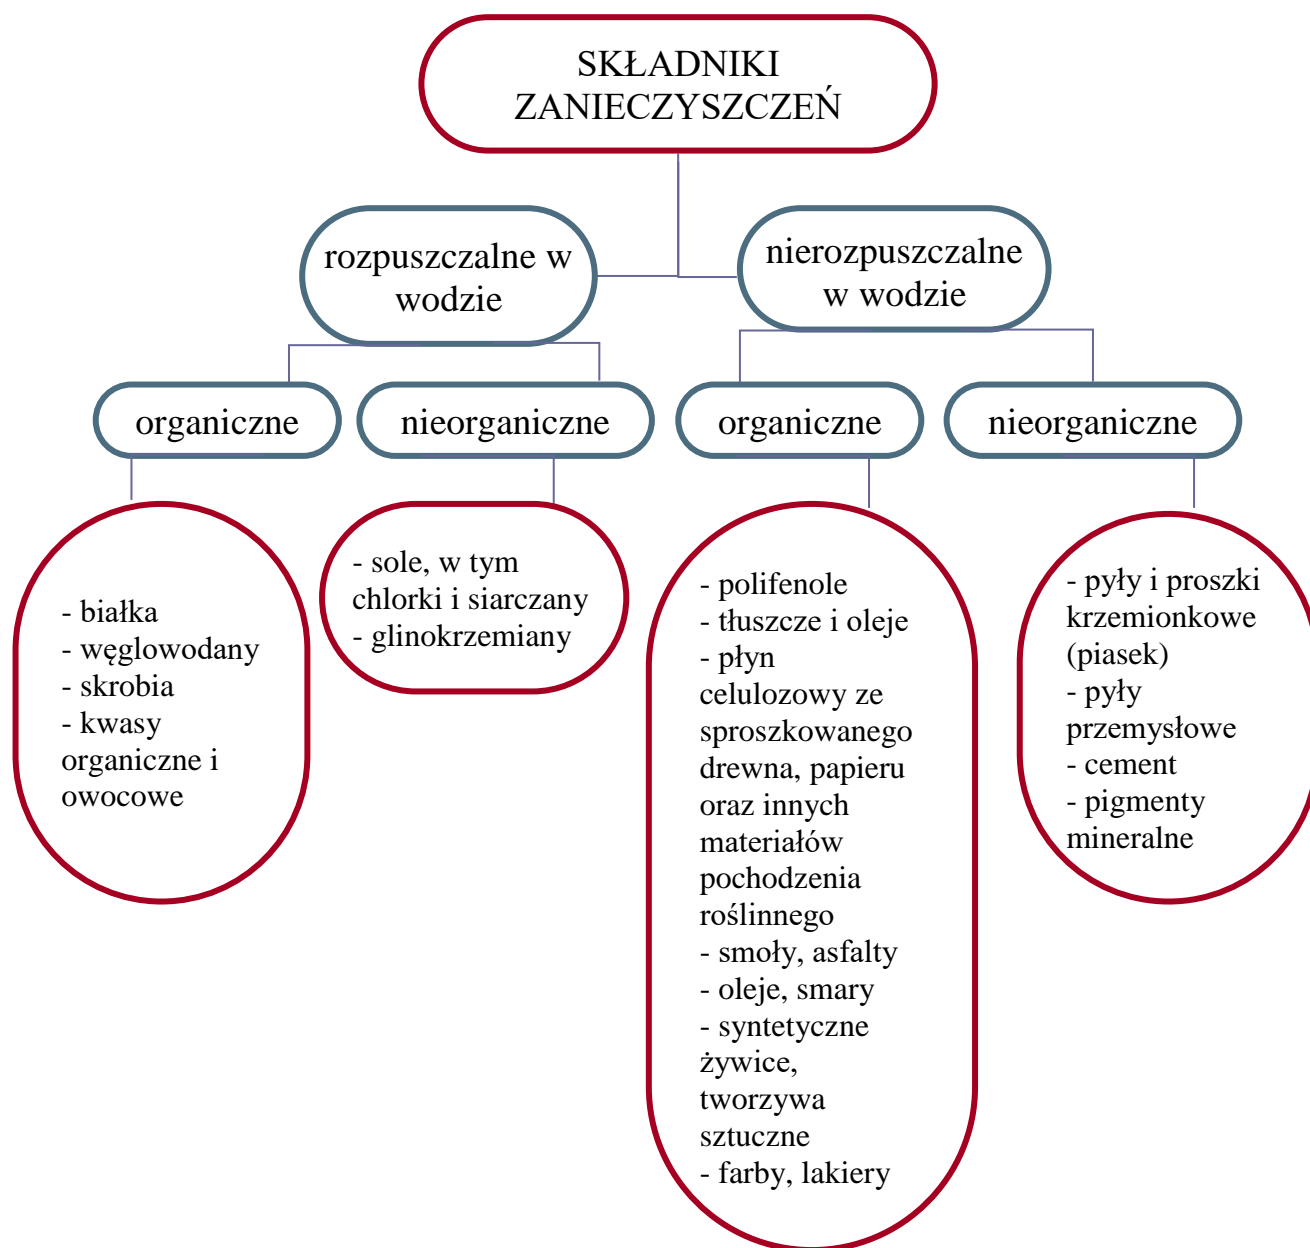 SKŁADNIKI
ZANIECZYSZCZEŃ
rozpuszczalne w
wodzie
nierozpuszczalne
w wodzie
organiczne
nieorganiczne
organiczne
nieorganiczne
- białka
- węglowodany
- skrobia
- kwasy
organiczne i
owocowe
- sole, w tym
chlorki i siarczany
- glinokrzemiany
- polifenole
- tłuszcze i oleje
- płyn
celulozowy ze
sproszkowanego
drewna, papieru
oraz innych
materiałów
pochodzenia
roślinnego
- smoły, asfalty
- oleje, smary
- syntetyczne
żywice,
tworzywa
sztuczne
- farby, lakiery
- pyły i proszki
krzemionkowe
(piasek)
- pyły
przemysłowe
- cement
- pigmenty
mineralne